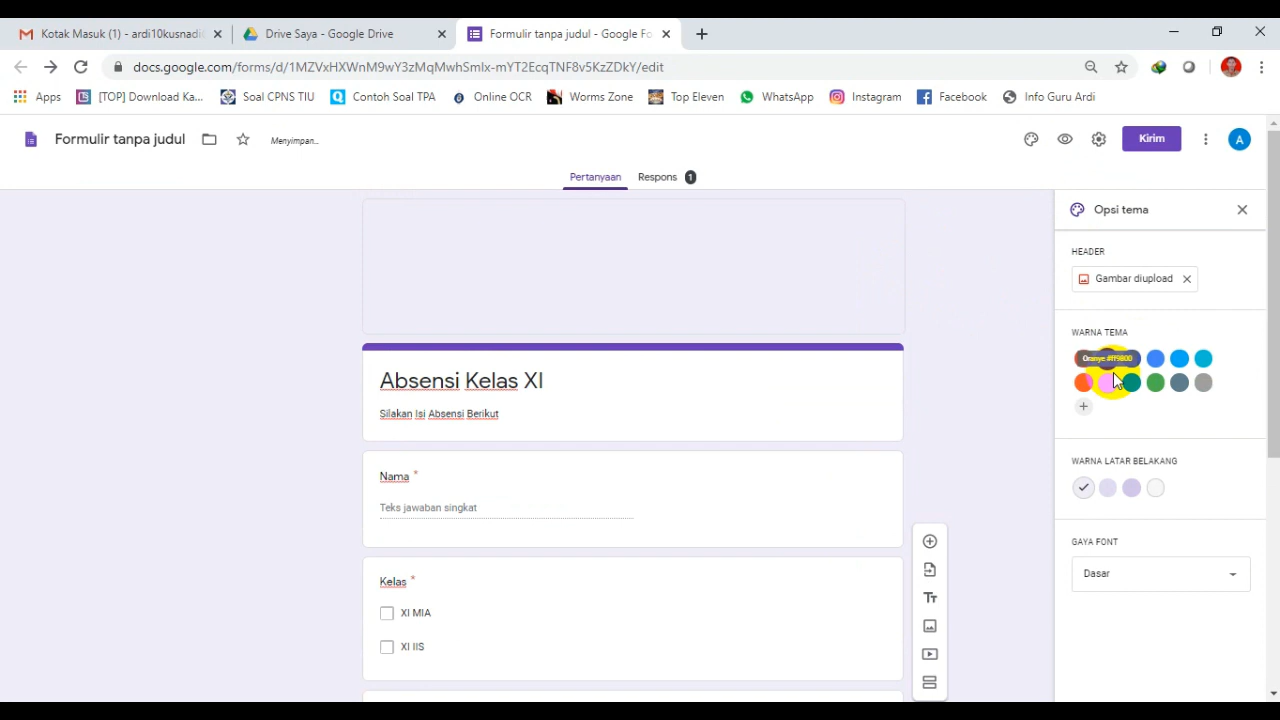 Kotak Masuk (1) - ardi10kusnadi
Drive Saya - Google Drive
Formulir tanpa judul - Google Fo
docs.google.com/forms/d/1MZVxHXWnM9wY3zMqMwhSmlx-mYT2EcqTNF8v5KzZDkY/edit
Apps
[TOP] Download Ka...
Soal CPNS TIU
Contoh Soal TPA
Online OCR
Worms Zone
Top Eleven
WhatsApp
Instagram
Facebook
Info Guru Ardi
Formulir tanpa judul
Menyimpan...
Kirim
A
Pertanyaan
Respons 1
Opsi tema
HEADER
Gambar diupload
WARNA TEMA
Oranye #ff9800
Absensi Kelas XI
Silakan Isi Absensi Berikut
WARNA LATAR BELAKANG
Nama *
Teks jawaban singkat
GAYA FONT
Dasar
Kelas *
XI MIA
XI IIS
Tt